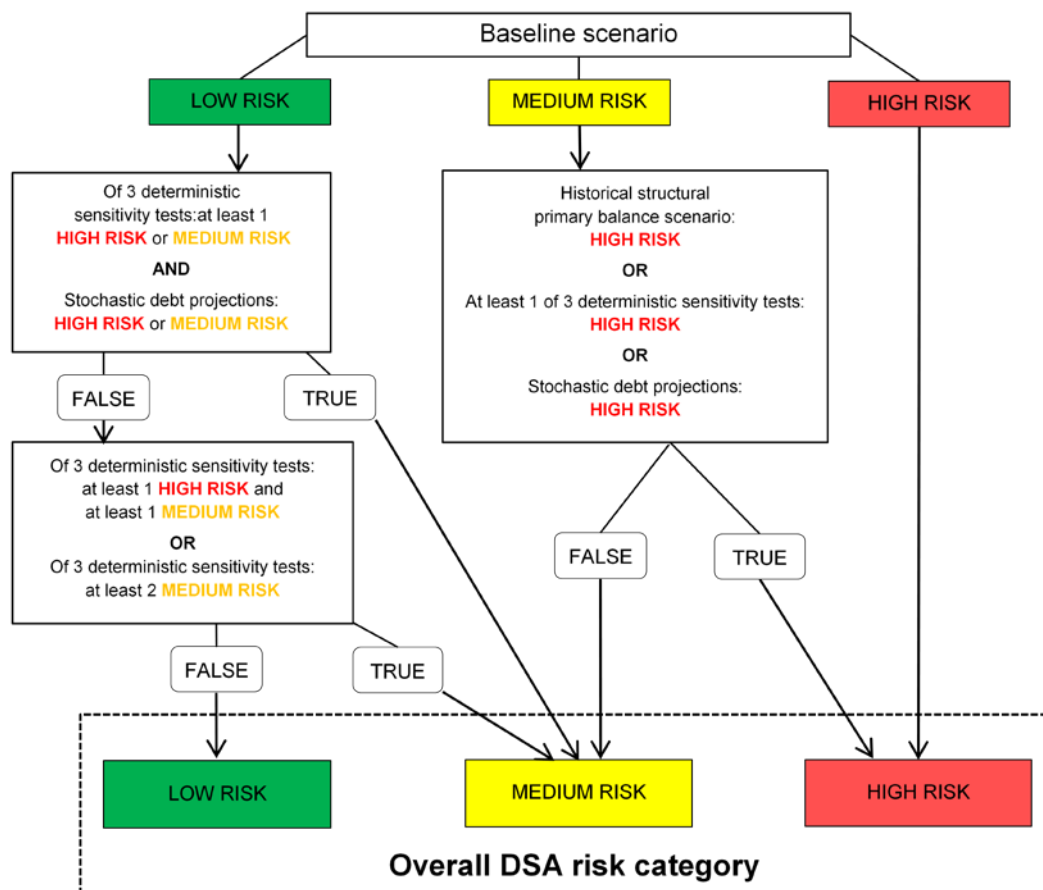 Baseline scenario
LOW RISK
MEDIUM RISK
HIGH RISK
Of 3 deterministic
sensitivity tests:at least 1
HIGH RISK or MEDIUM RISK
AND
Stochastic debt projections:
HIGH RISK or MEDIUM RISK
Historical structural
primary balance scenario:
HIGH RISK
OR
At least 1 of 3 deterministic sensitivity tests:
HIGH RISK
OR
Stochastic debt projections:
HIGH RISK
FALSE
TRUE
Of 3 deterministic sensitivity tests:
at least 1 HIGH RISK and
at least 1 MEDIUM RISK
OR
Of 3 deterministic sensitivity tests:
at least 2 MEDIUM RISK
FALSE
TRUE
FALSE
TRUE
LOW RISK
MEDIUM RISK
HIGH RISK
Overall DSA risk category